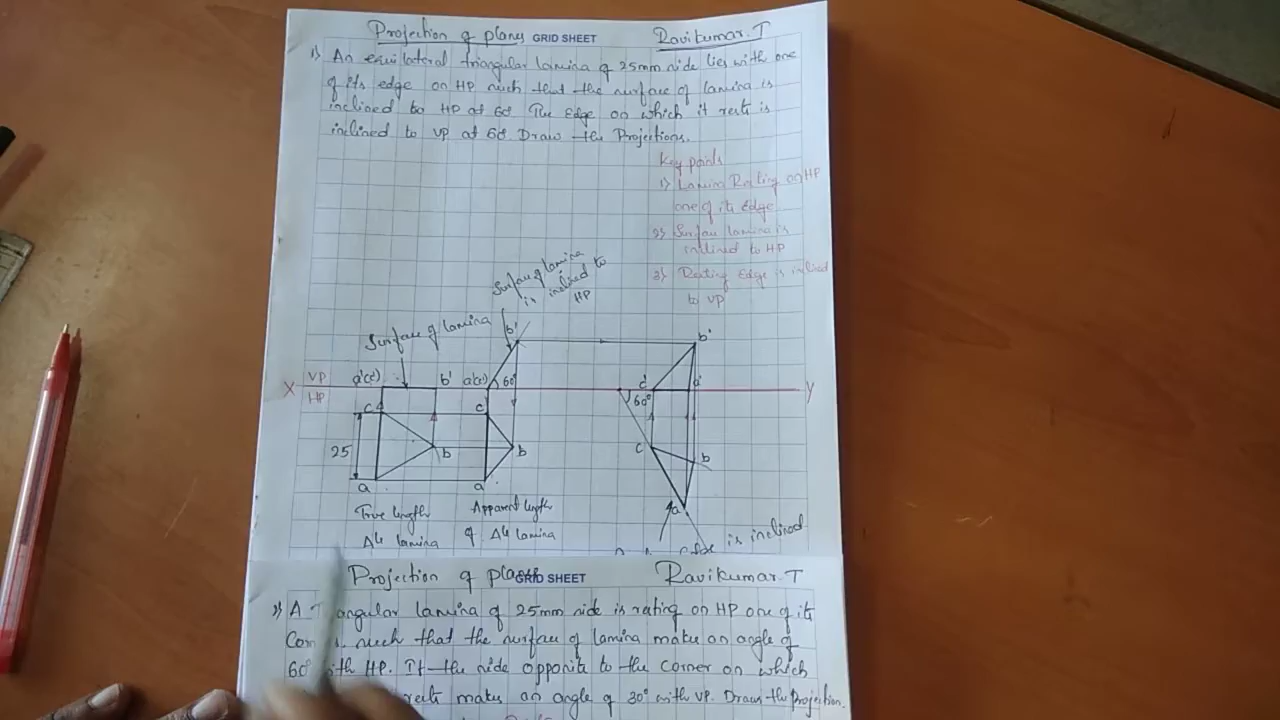 Projection of planes GRID SHEET Ravikumar.T
1) An equilateral triangular lamina of 25mm side lies with one
of its edge on HP such that the surface of lamina is
inclined to HP at 60° The Edge on which it rests is
inclined to VP at 60° Draw the Projections.
Key points
1) Lamina Resting on HP
one of its Edge
2) Surface lamina is
inclined to HP
3) Resting Edge is inclined
to VP
Surface of lamina
is inclined to
HP
Surface of lamina
b' b'
X VP a'(c') b' a'(c') 60° c' a' Y
HP 60°
c c
25 b b c b
a a a
True length Apparent length
Δle lamina of Δle lamina
edge is inclined
Projection of planes GRID SHEET Ravikumar.T
2) A angular lamina of 25mm side is resting on HP one of its
such that the surface of lamina makes an angle of
60° with HP. If the side opposite to the corner on which
rests makes an angle of 30° with VP. Draw the projection.